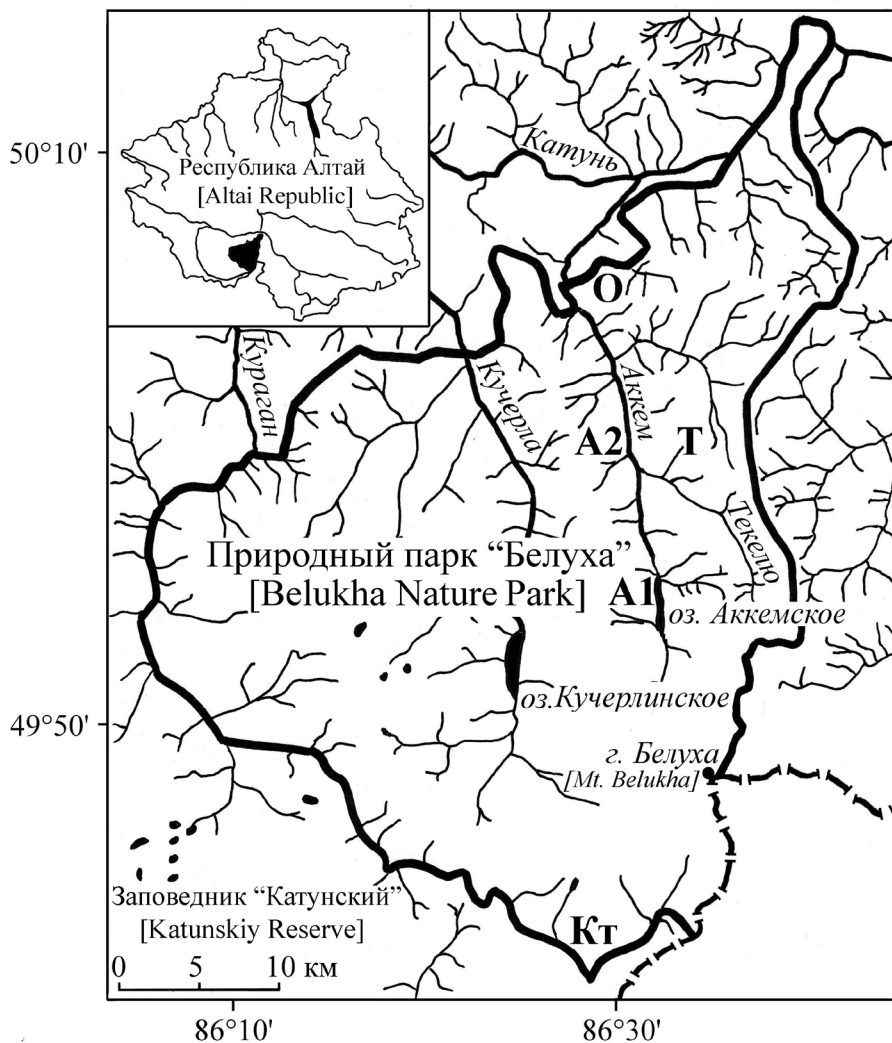 Республика Алтай
[Altai Republic]
50°10'
Катунь
О
Кураган
Кучерла
Аккем
А2
Т
Текелю
Природный парк “Белуха”
[Belukha Nature Park]
А1
оз. Аккемское
оз.Кучерлинское
49°50'
г. Белуха
[Mt. Belukha]
Заповедник “Катунский”
[Katunskiy Reserve]
Кт
0 5 10 км
86°10'
86°30'